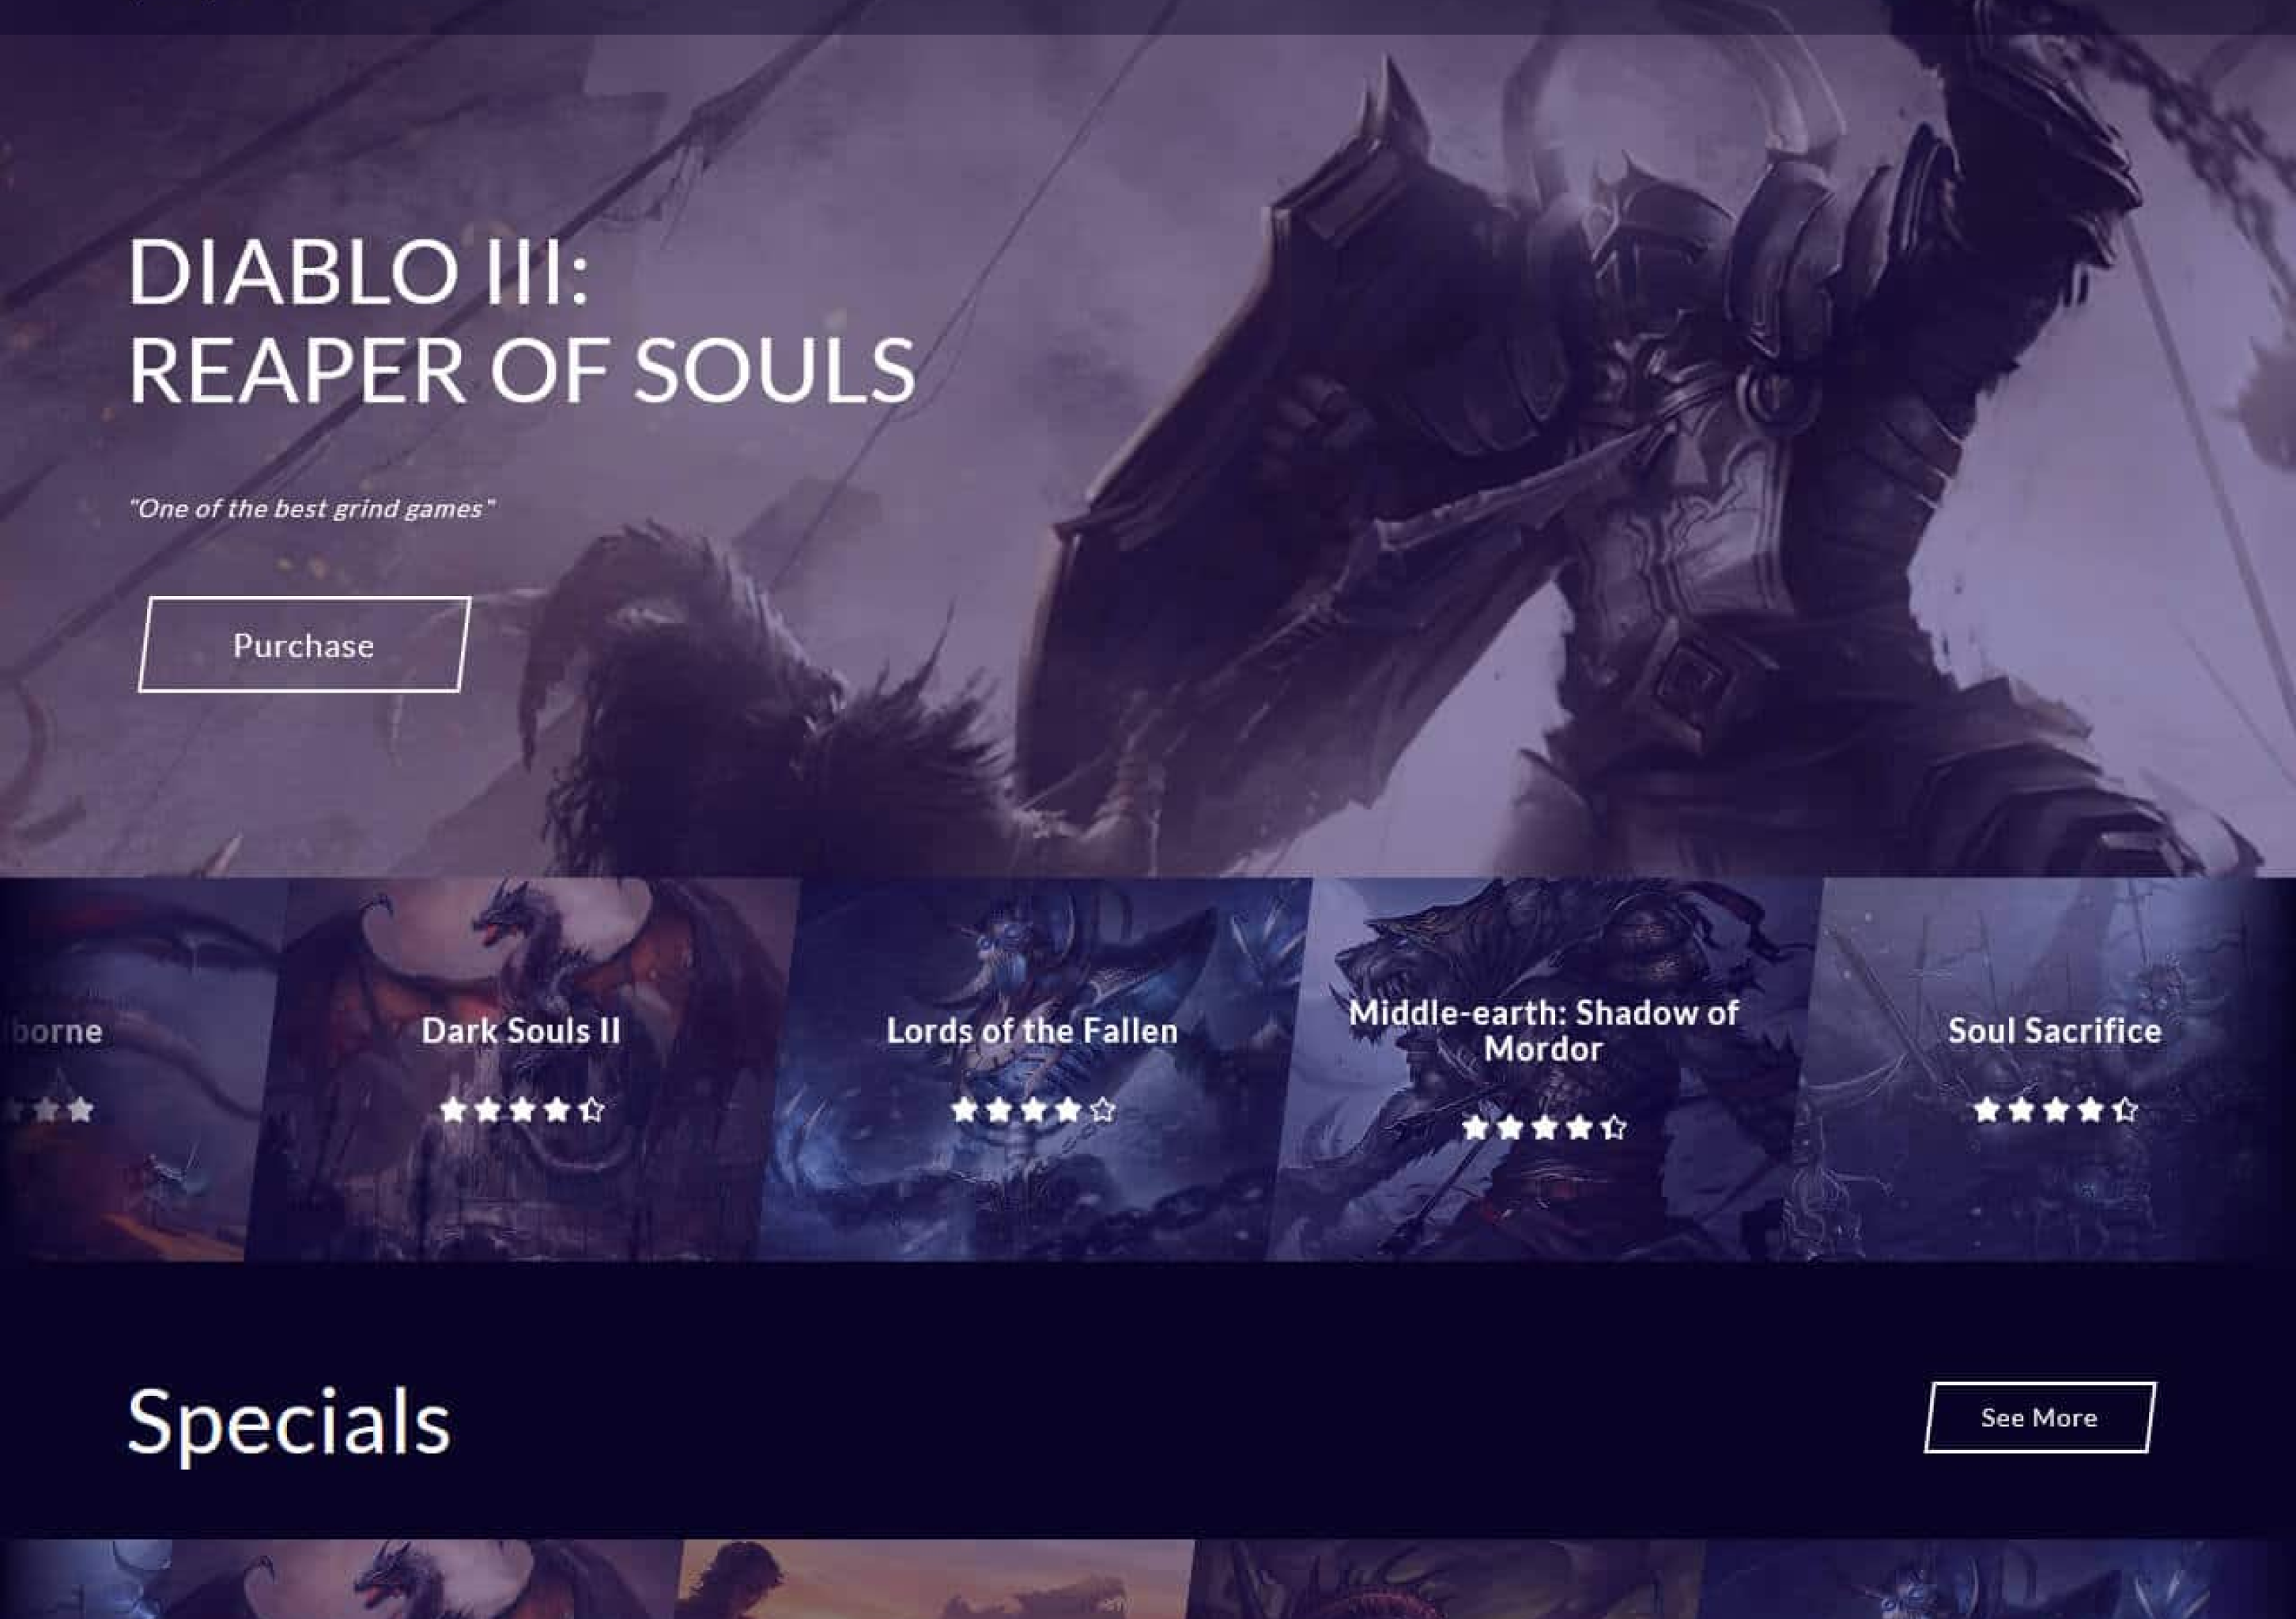 DIABLO III:
REAPER OF SOULS
"One of the best grind games"
Purchase
borne
Dark Souls II
Lords of the Fallen
Middle-earth: Shadow of
Mordor
Soul Sacrifice
Specials
See More